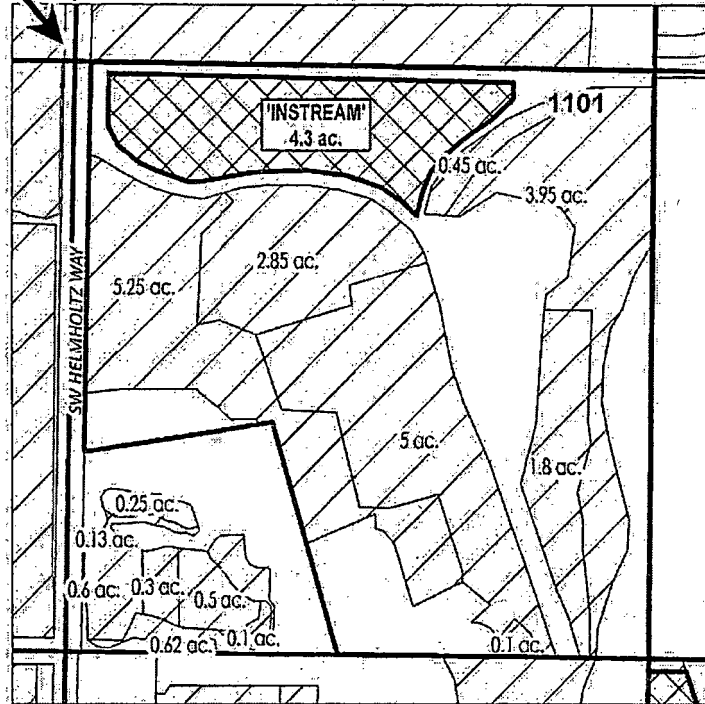 'INSTREAM'
4.3 ac.
1101
0.45 ac.
3.95 ac.
2.85 ac.
5.25 ac.
SW HELMHOLTZ WAY
5 ac.
1.8 ac.
0.25 ac.
0.13 ac.
0.6 ac.
0.3 ac.
0.5 ac.
0.62 ac.
0.1 ac.
0.1 ac.